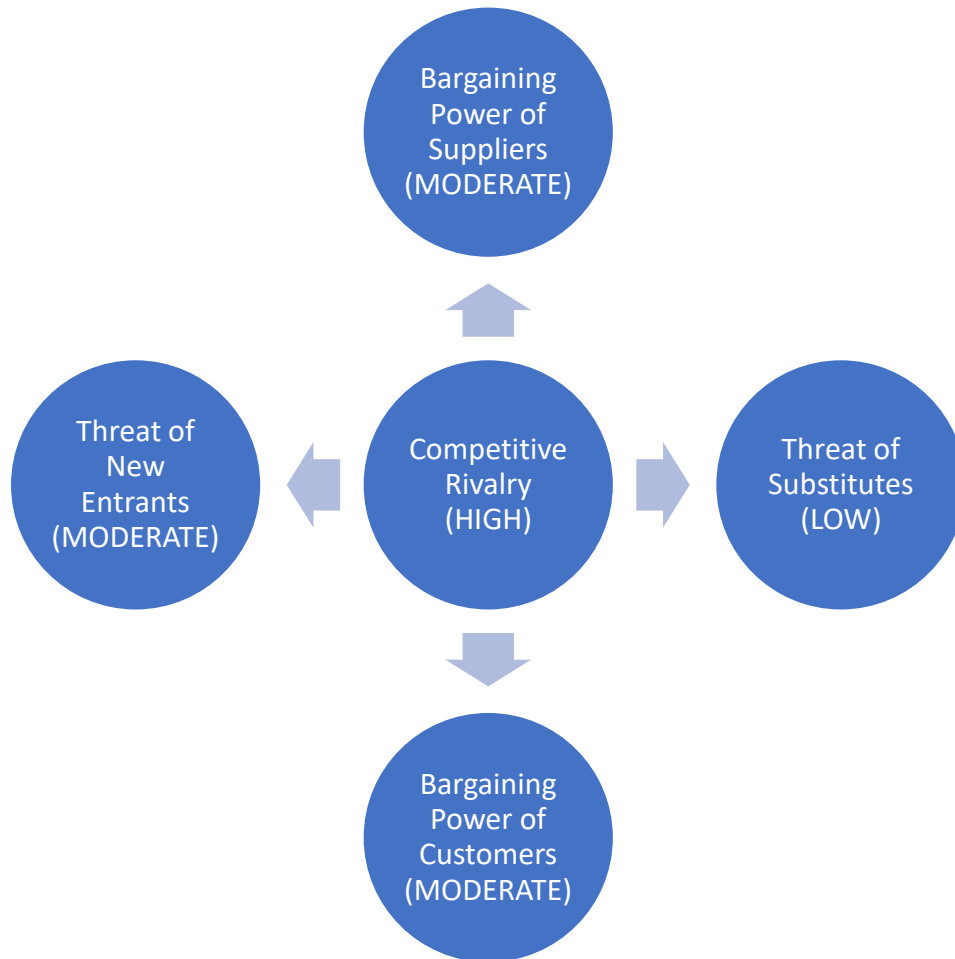 Bargaining
Power of
Suppliers
(MODERATE)
Threat of
New
Entrants
(MODERATE)
Competitive
Rivalry
(HIGH)
Threat of
Substitutes
(LOW)
Bargaining
Power of
Customers
(MODERATE)